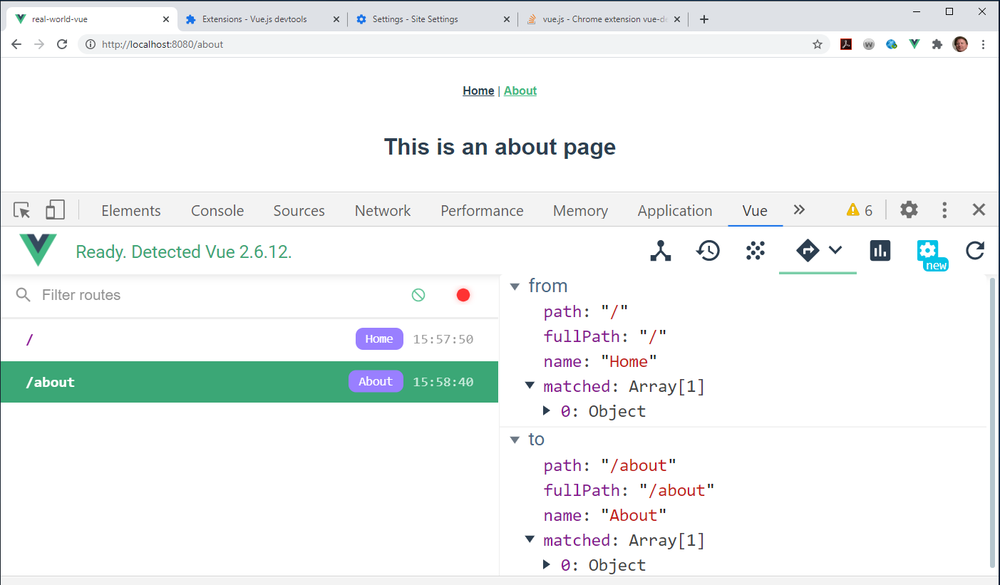 real-world-vue
Extensions - Vue.js devtools
Settings - Site Settings
vue.js - Chrome extension vue-de
http://localhost:8080/about
Home | About
This is an about page
Elements Console Sources Network Performance Memory Application Vue 6
Ready. Detected Vue 2.6.12.
new
Filter routes
/ Home 15:57:50
/about About 15:58:40
from
path: "/"
fullPath: "/"
name: "Home"
matched: Array[1]
0: Object
to
path: "/about"
fullPath: "/about"
name: "About"
matched: Array[1]
0: Object